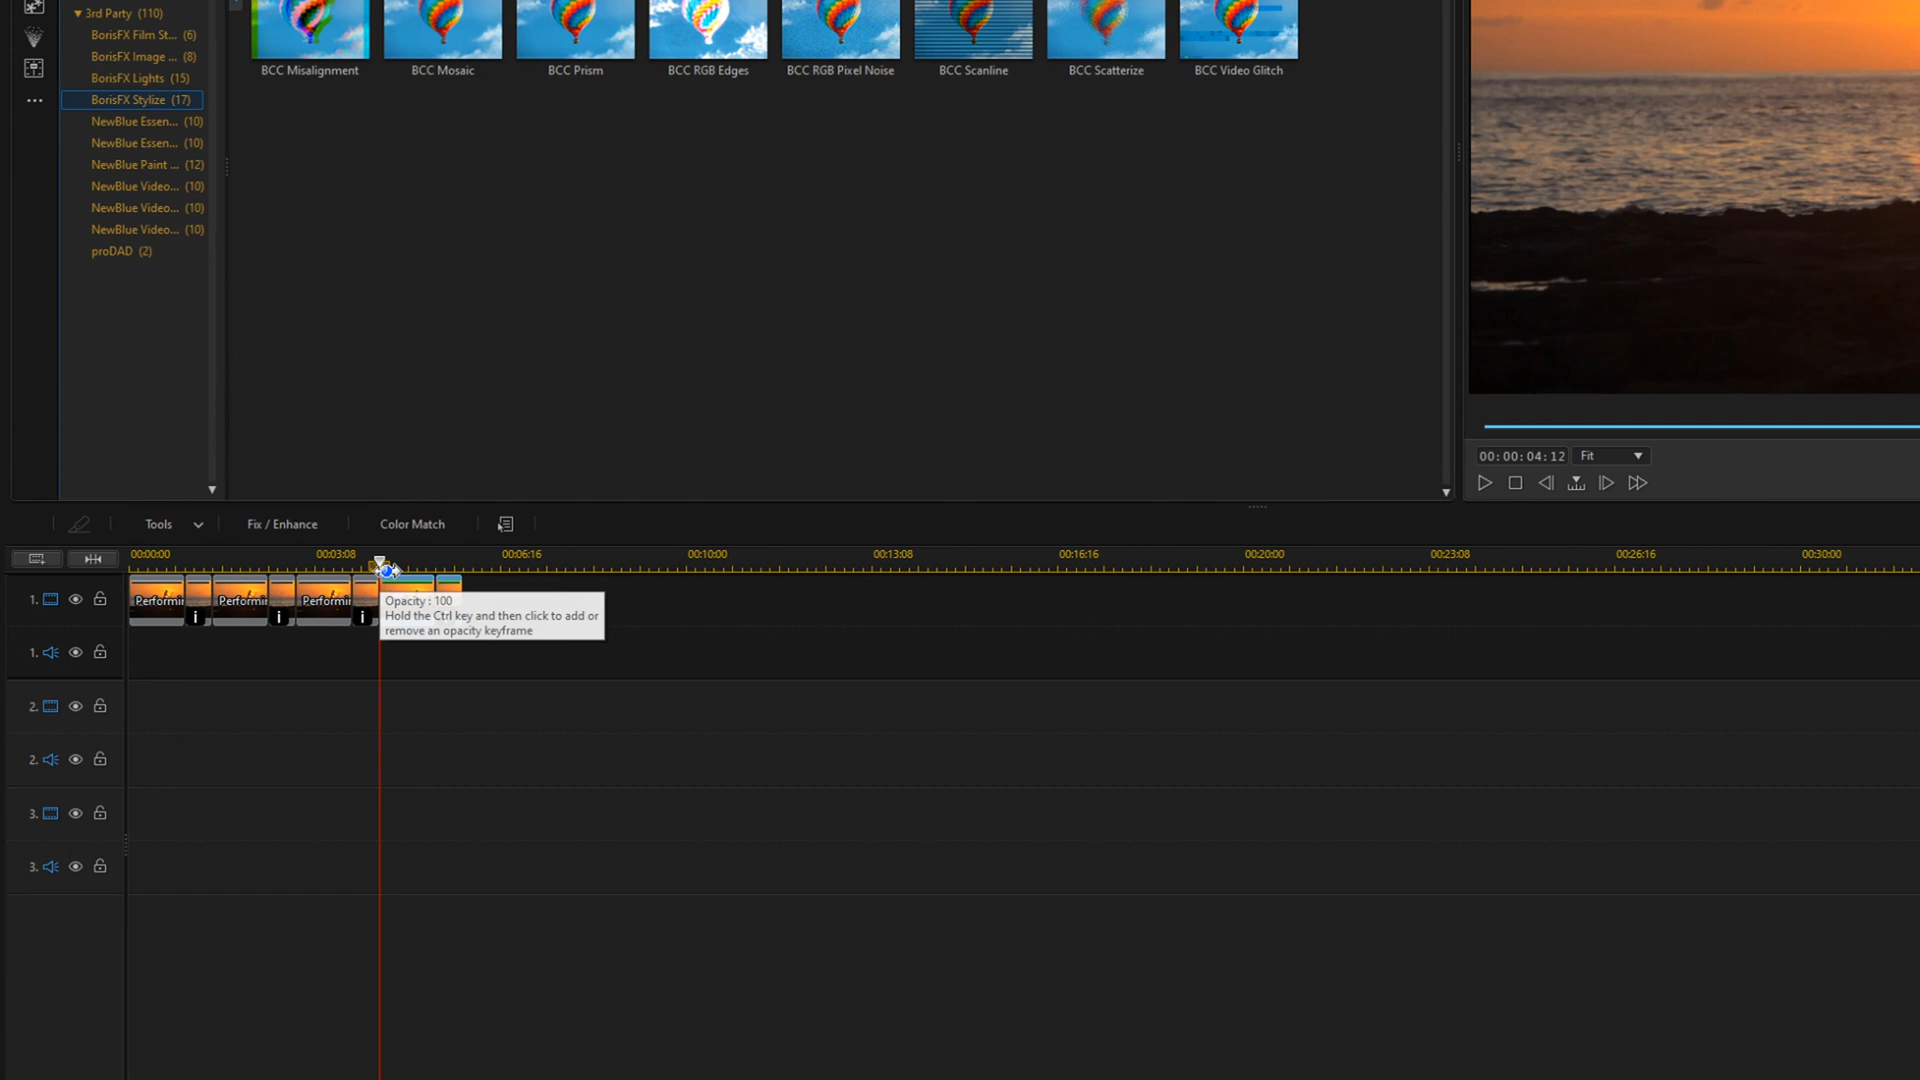 3rd Party (110)
BorisFX Film St... (6)
BorisFX Image ... (8)
BorisFX Lights (15)
BorisFX Stylize (17)
NewBlue Essen... (10)
NewBlue Essen... (10)
NewBlue Paint ... (12)
NewBlue Video... (10)
NewBlue Video... (10)
NewBlue Video... (10)
proDAD (2)
BCC Misalignment
BCC Mosaic
BCC Prism
BCC RGB Edges
BCC RGB Pixel Noise
BCC Scanline
BCC Scatterize
BCC Video Glitch
00:00:04:12
Fit
Tools
Fix / Enhance
Color Match
00:00:00
00:03:08
00:06:16
00:10:00
00:13:08
00:16:16
00:20:00
00:23:08
00:26:16
00:30:00
1.
Performi
i
Performi
i
Performi
i
Opacity : 100
Hold the Ctrl key and then click to add or
remove an opacity keyframe
1.
2.
2.
3.
3.